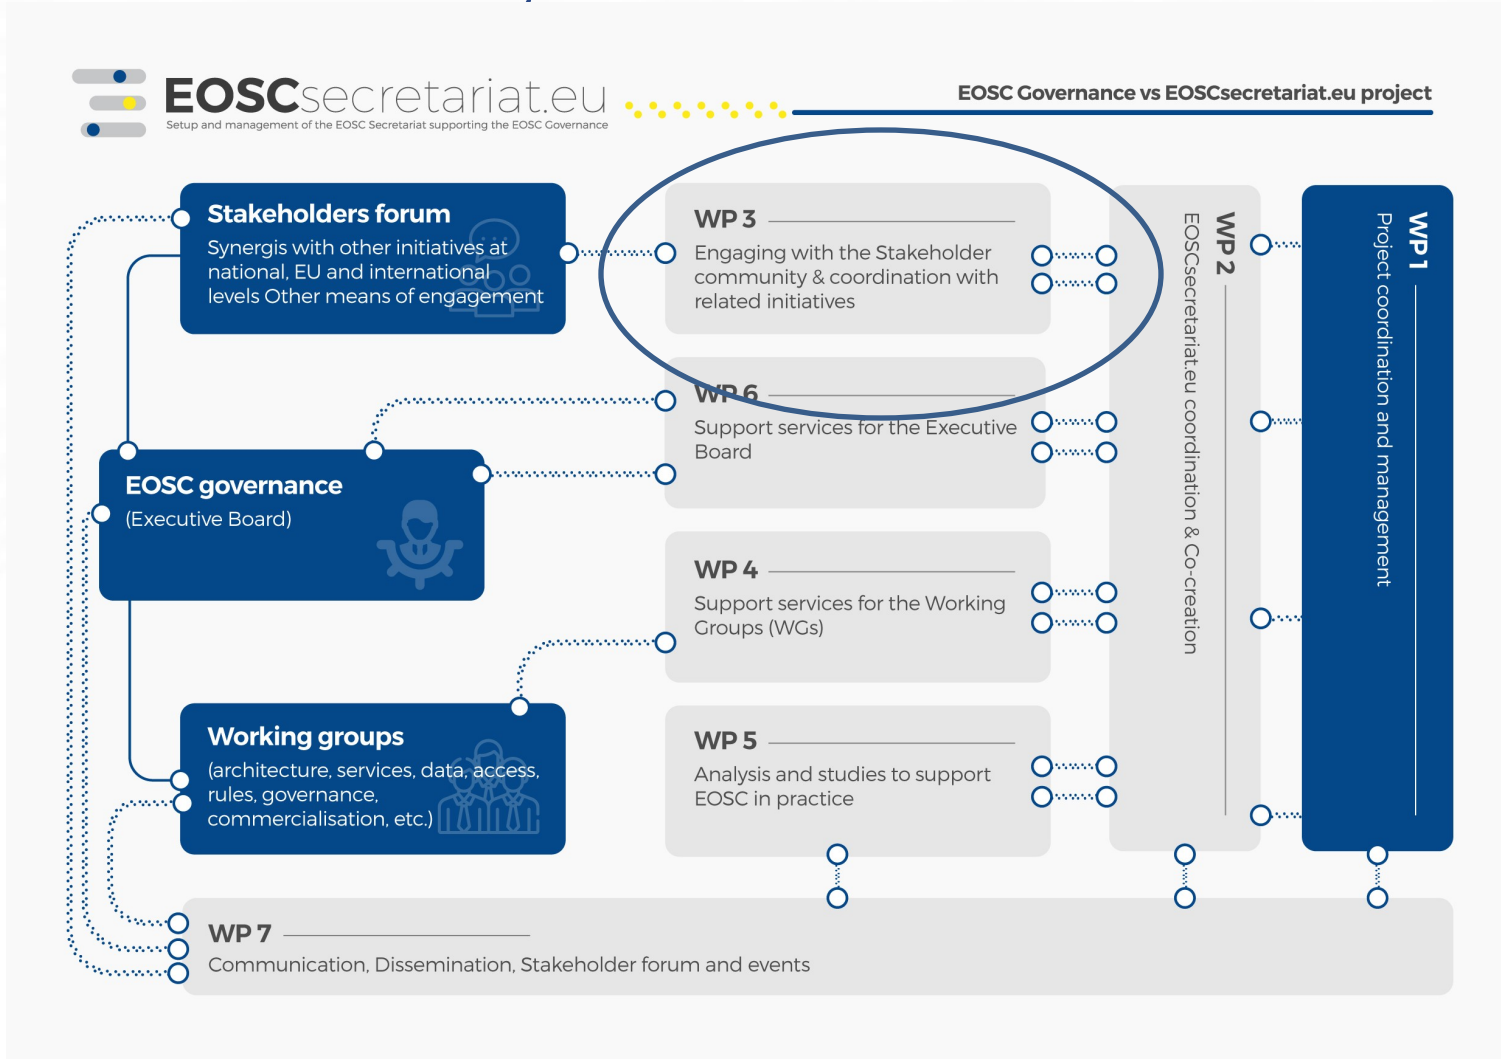 EOSCsecretariat.eu
Setup and management of the EOSC Secretariat supporting the EOSC Governance
EOSC Governance vs EOSCsecretariat.eu project
Stakeholders forum
Synergis with other initiatives at
national, EU and international
levels Other means of engagement
WP 3
Engaging with the Stakeholder
community & coordination with
related initiatives
WP 2
EOSCsecretariat.eu coordination & Co-creation
WP 1
Project coordination and management
WP 6
Support services for the Executive
Board
EOSC governance
(Executive Board)
WP 4
Support services for the Working
Groups (WGs)
Working groups
(architecture, services, data, access,
rules, governance,
commercialisation, etc.)
WP 5
Analysis and studies to support
EOSC in practice
WP 7
Communication, Dissemination, Stakeholder forum and events